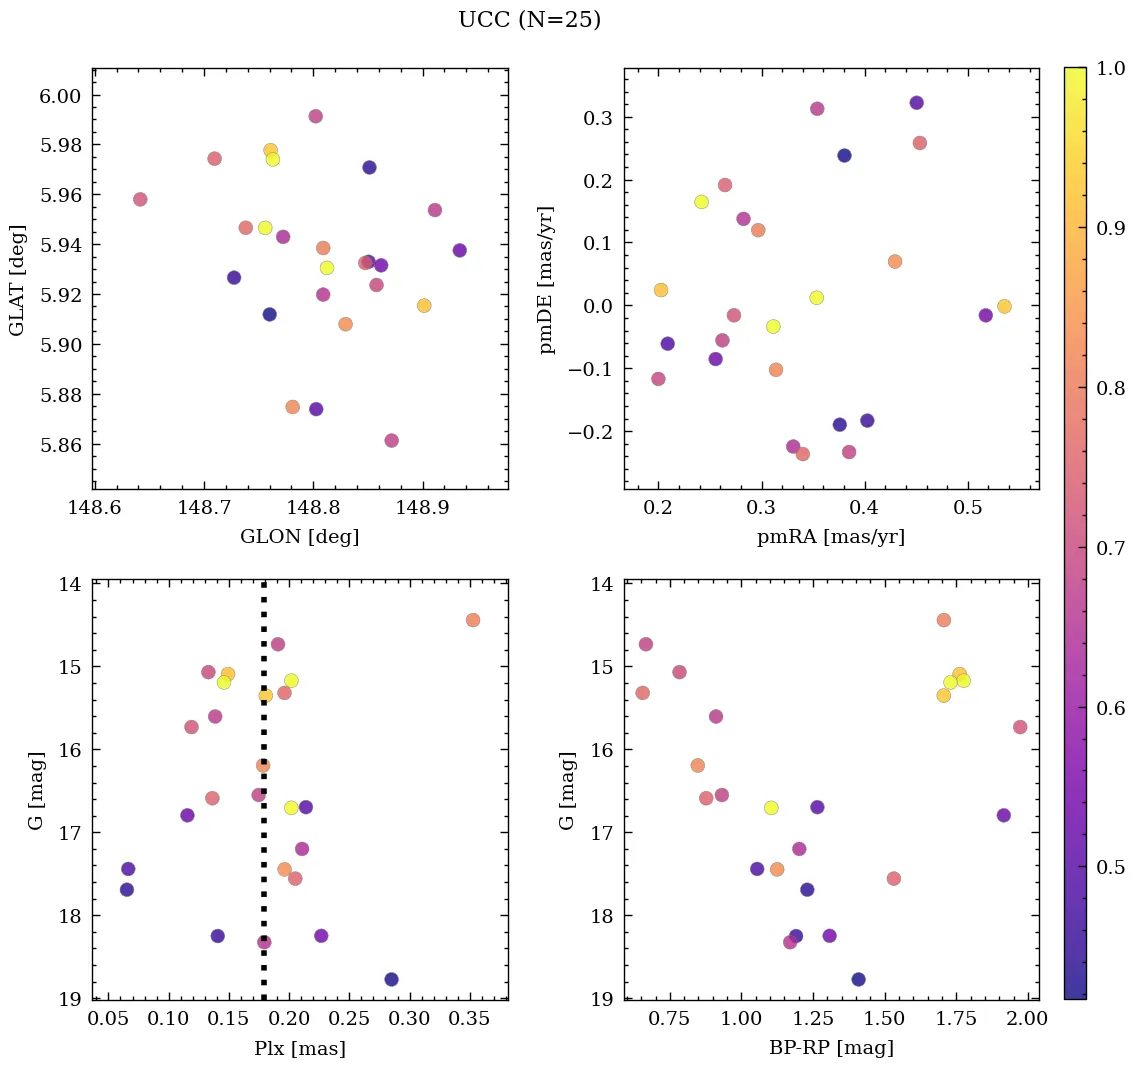 UCC (N=25)
6.00
5.98
5.96
5.94
5.92
5.90
5.88
5.86
GLAT [deg]
148.6 148.7 148.8 148.9
GLON [deg]
0.3
0.2
0.1
0.0
−0.1
−0.2
pmDE [mas/yr]
0.2 0.3 0.4 0.5
pmRA [mas/yr]
14
15
16
17
18
19
G [mag]
0.05 0.10 0.15 0.20 0.25 0.30 0.35
Plx [mas]
14
15
16
17
18
19
G [mag]
0.75 1.00 1.25 1.50 1.75 2.00
BP-RP [mag]
1.0
0.9
0.8
0.7
0.6
0.5